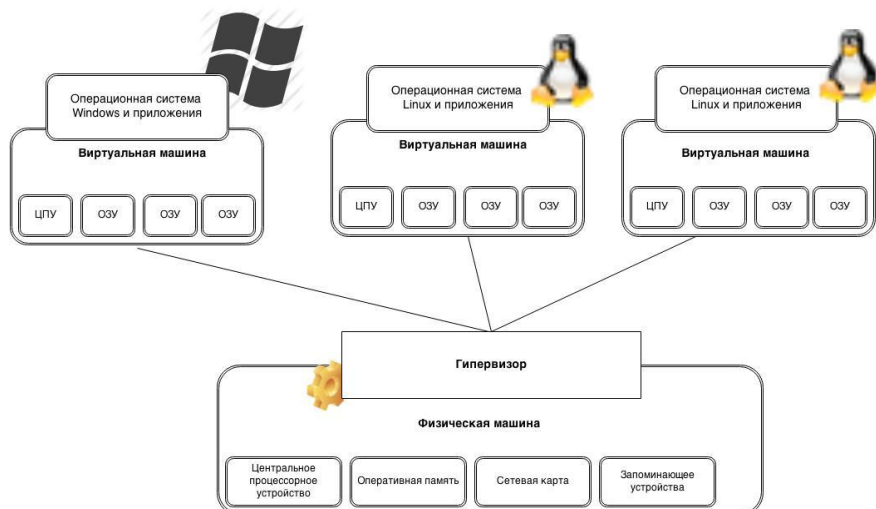 Операционная система
Windows и приложения
Виртуальная машина
ЦПУ
ОЗУ
ОЗУ
ОЗУ
Операционная система
Linux и приложения
Виртуальная машина
ЦПУ
ОЗУ
ОЗУ
ОЗУ
Операционная система
Linux и приложения
Виртуальная машина
ЦПУ
ОЗУ
ОЗУ
ОЗУ
Гипервизор
Физическая машина
Центральное
процессорное
устройство
Оперативная память
Сетевая карта
Запоминающее
устройства